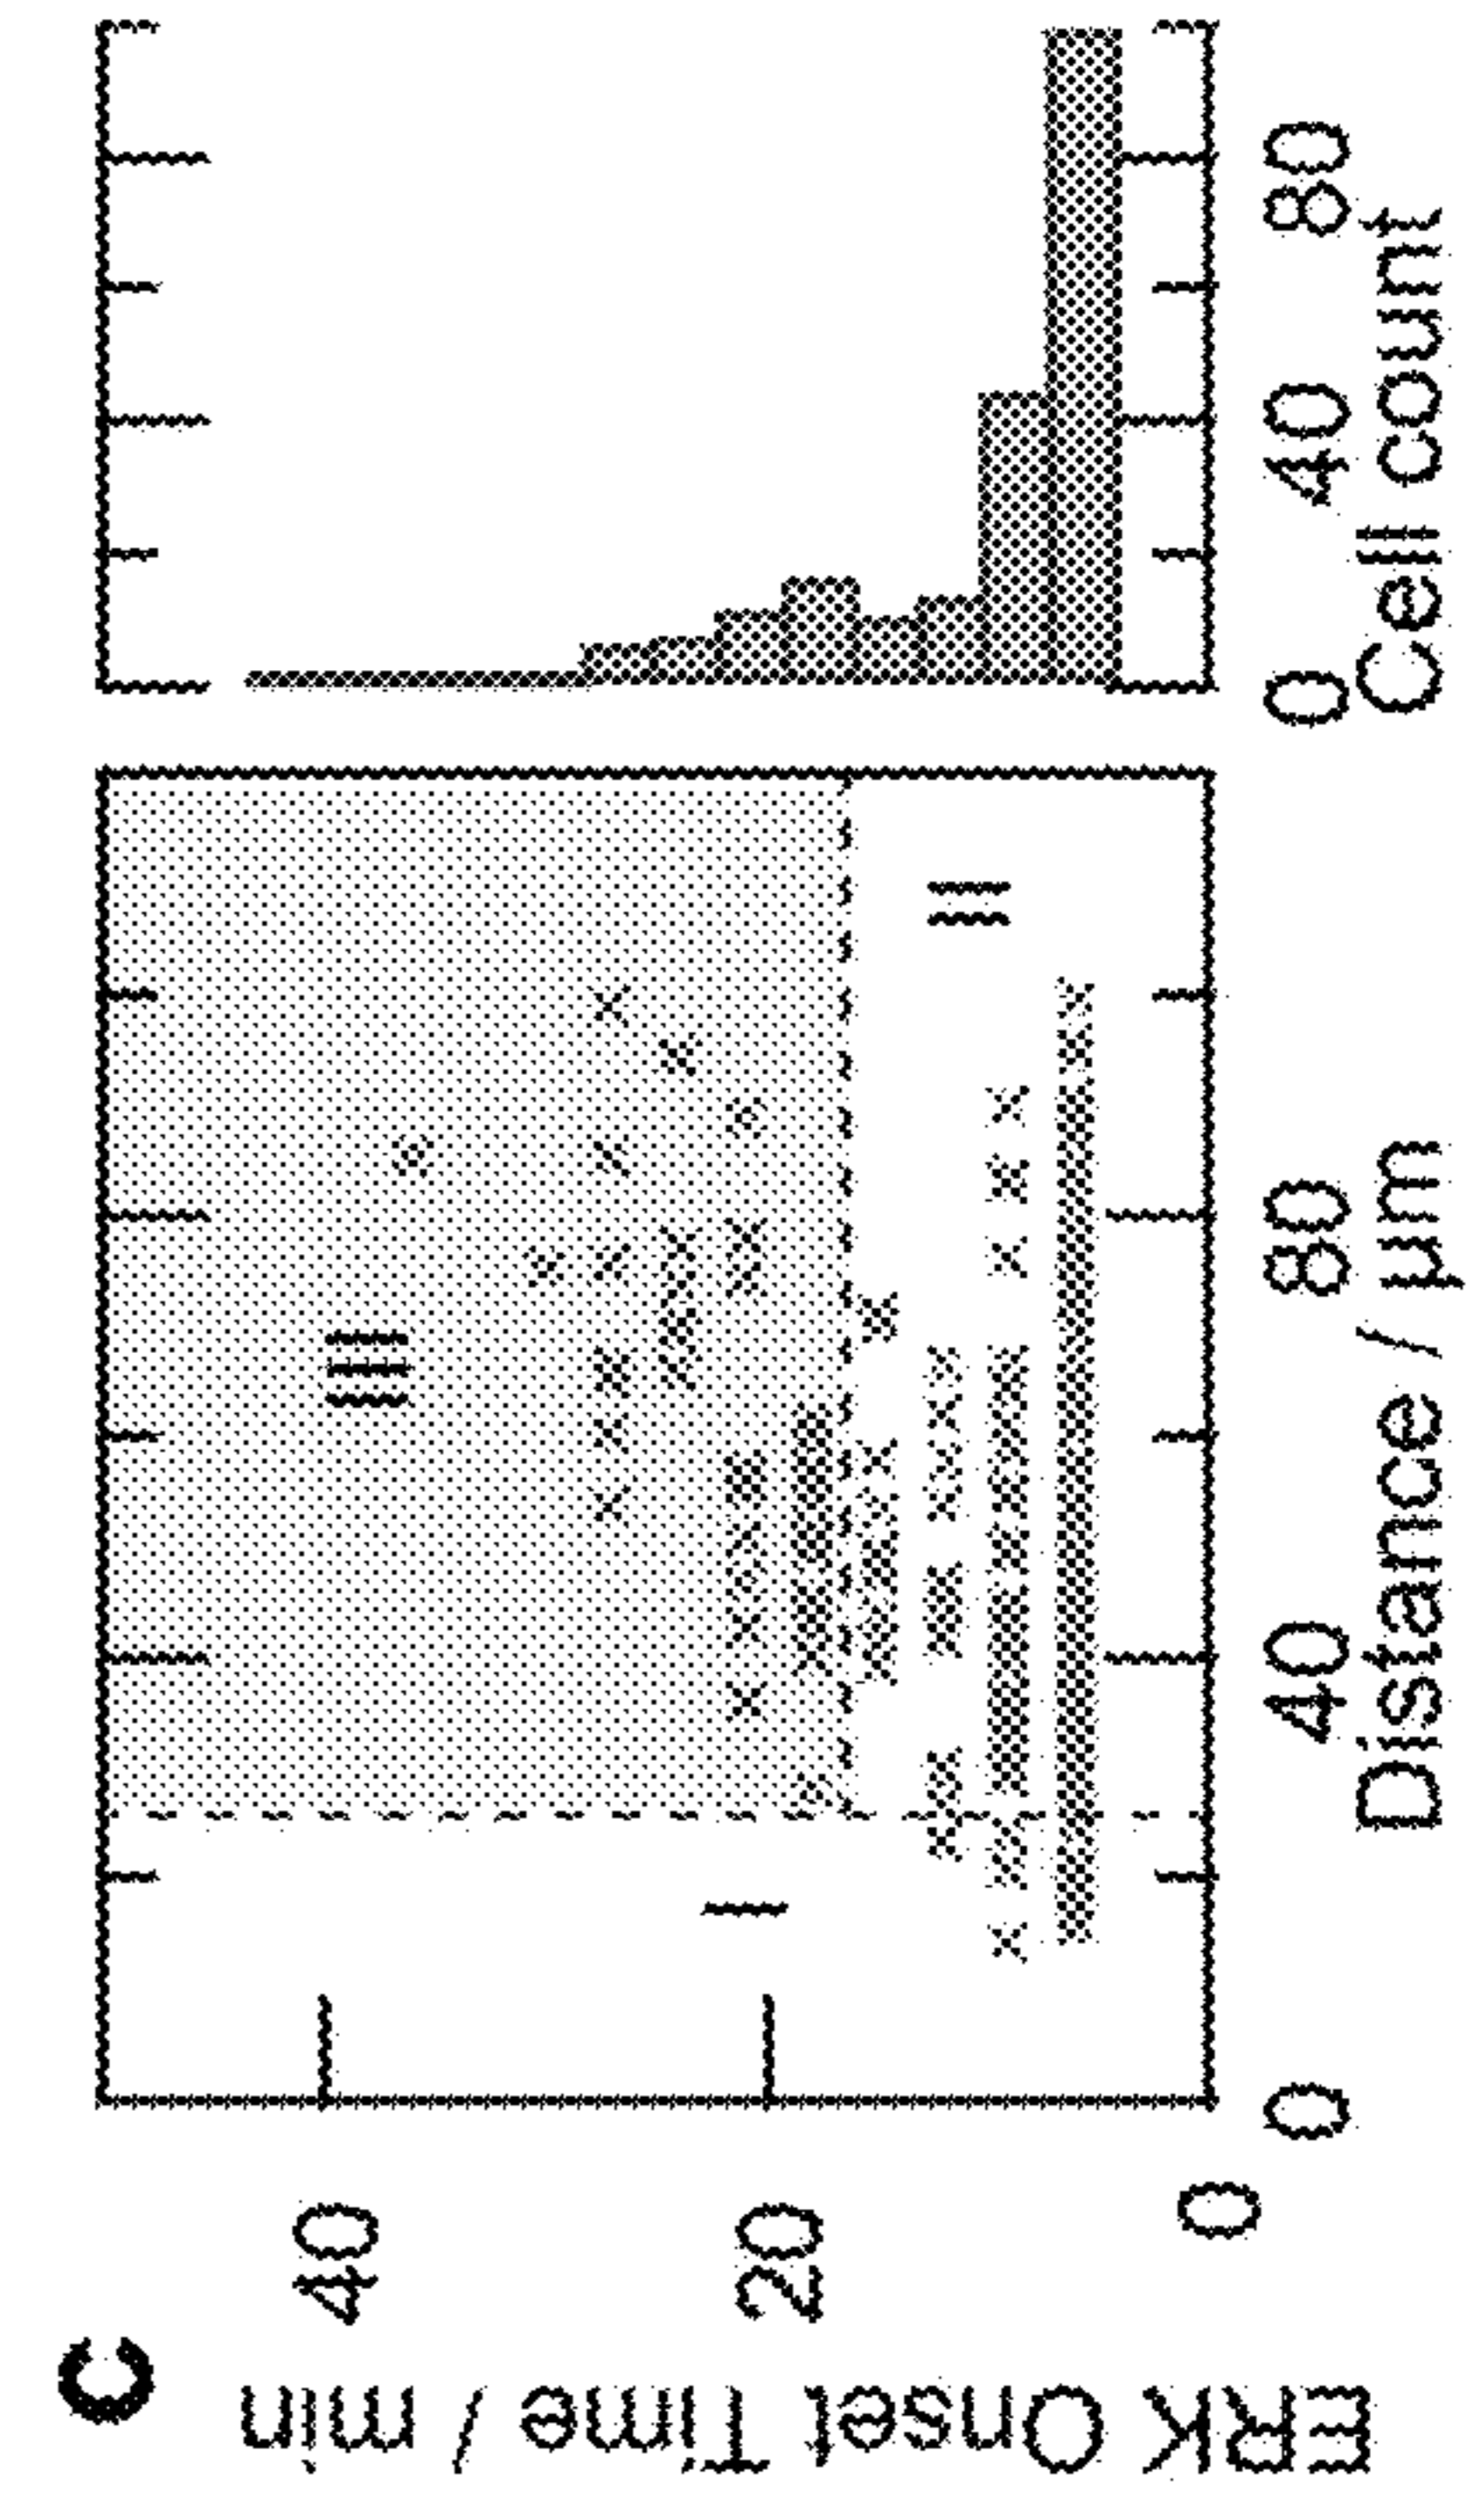 C
ERK Onset Time / min
40
20
0
I
II
III
0 40 80
Distance / µm
0 40 80
Cell count